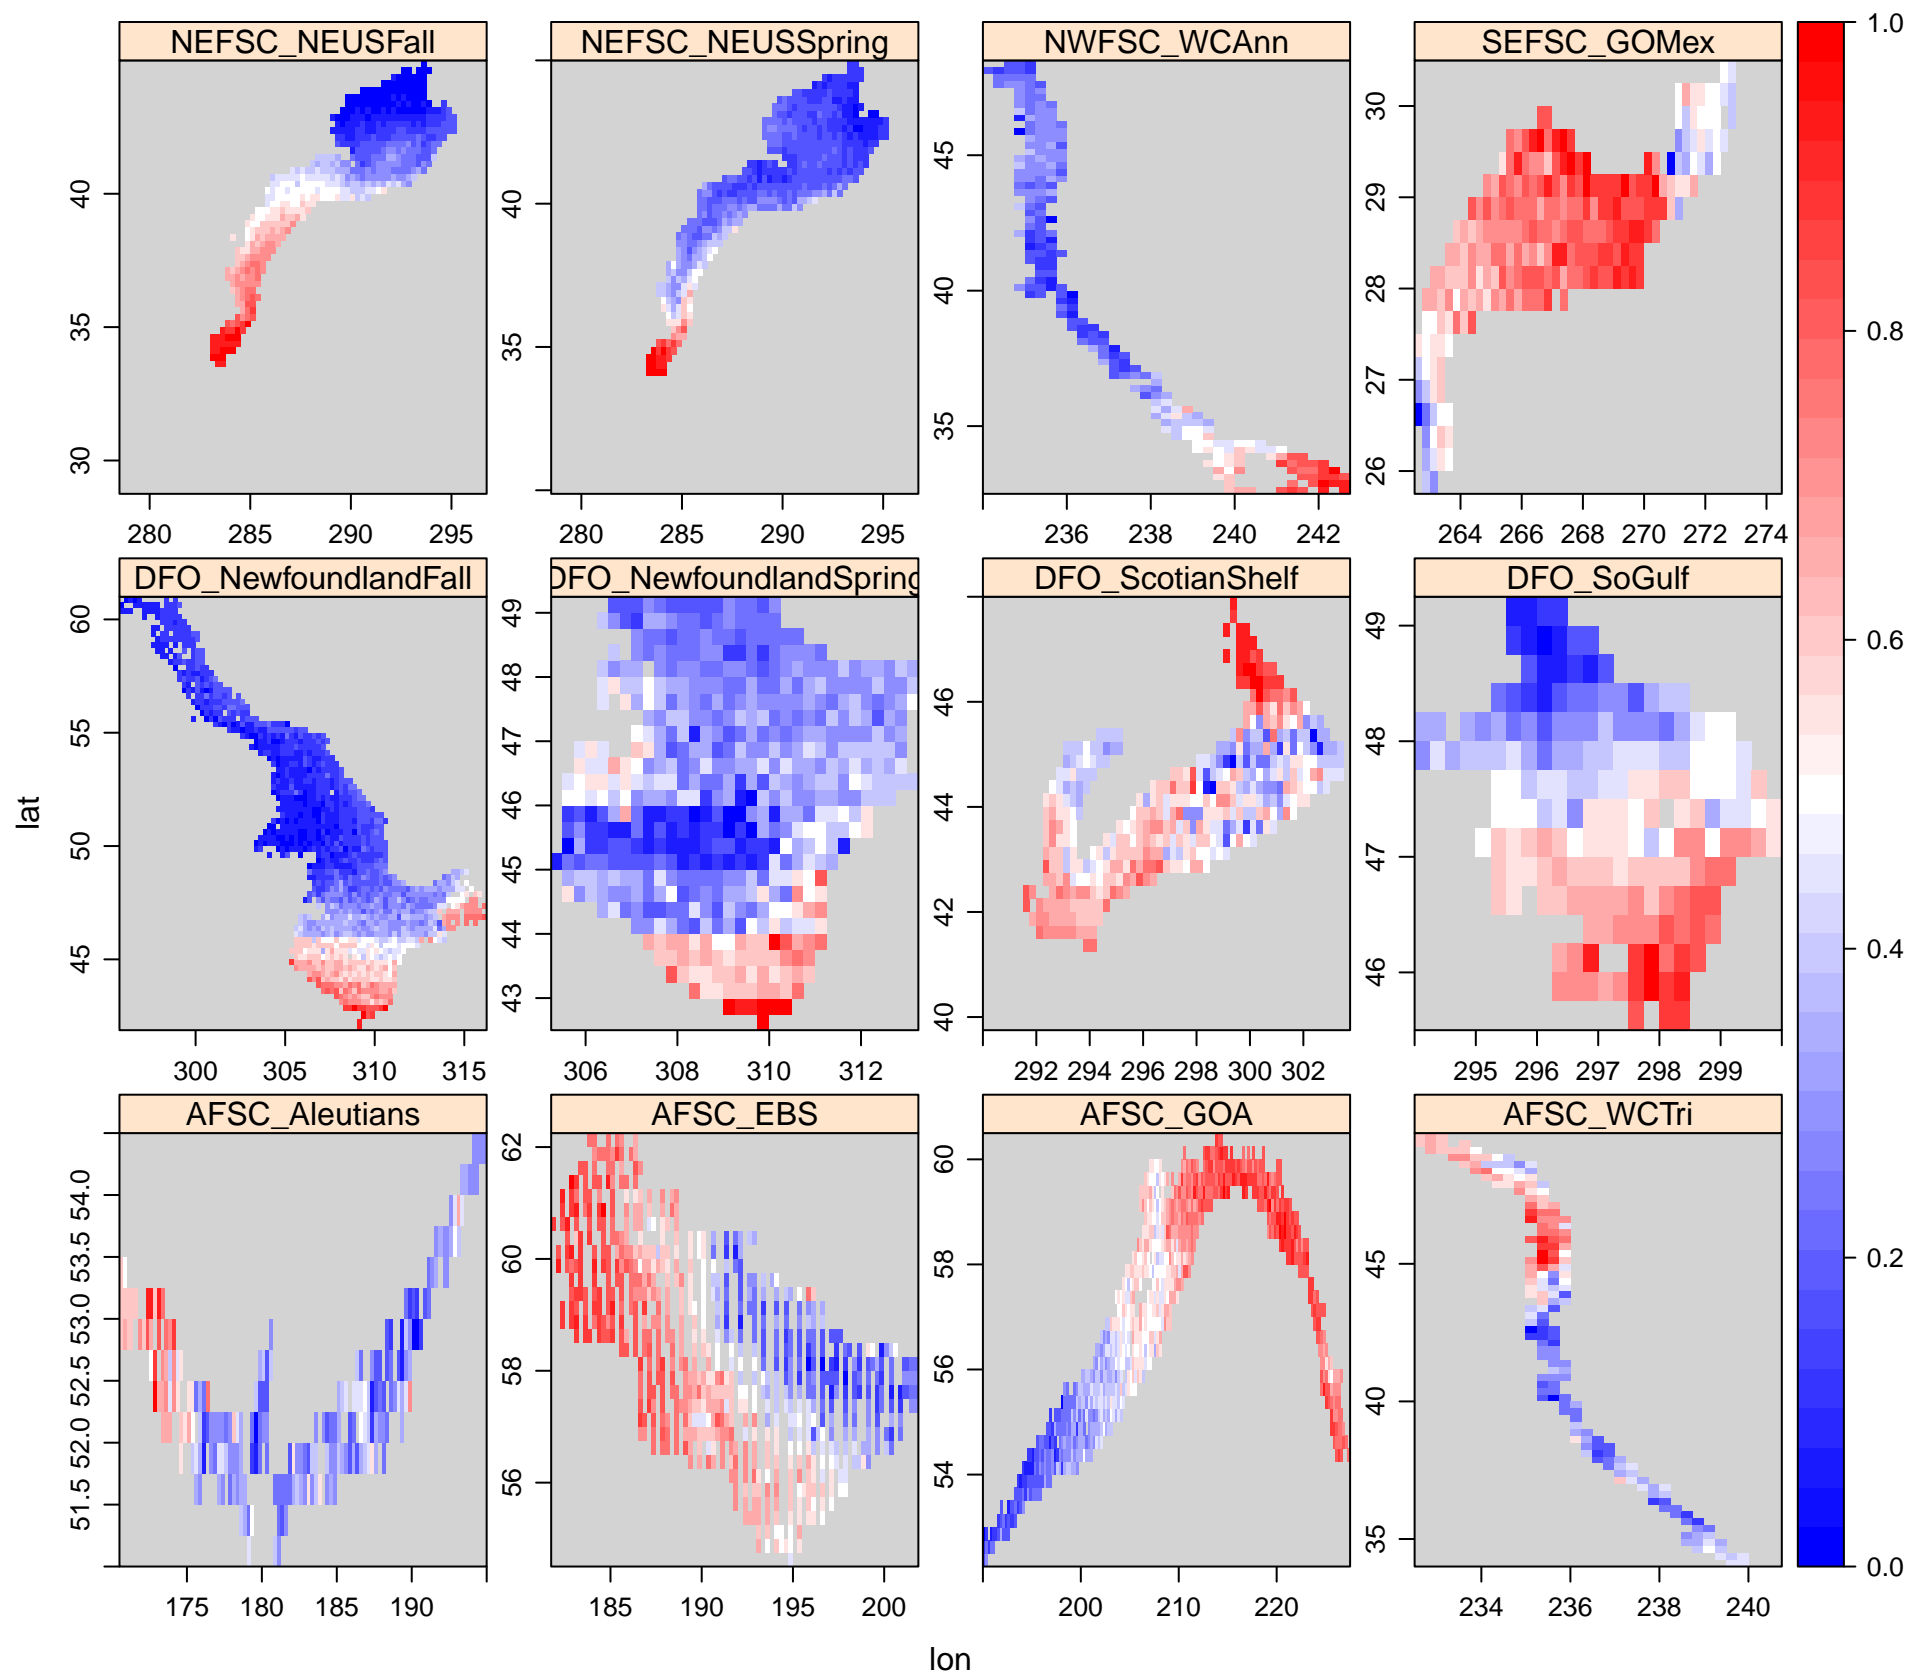 NEFSC_NEUSFall NEFSC_NEUSSpring NWFSC_WCAnn SEFSC_GOMex
30 35 40
280 285 290 295
35 40
280 285 290 295
35 40 45
236 238 240 242
26 27 28 29 30
264 266 268 270 272 274
DFO_NewfoundlandFall DFO_NewfoundlandSpring DFO_ScotianShelf DFO_SoGulf
45 50 55 60
300 305 310 315
43 44 45 46 47 48 49
306 308 310 312
40 42 44 46
292 294 296 298 300 302
46 47 48 49
295 296 297 298 299
AFSC_Aleutians AFSC_EBS AFSC_GOA AFSC_WCTri
51.5 52.0 52.5 53.0 53.5 54.0
175 180 185 190
56 58 60 62
185 190 195 200
54 56 58 60
200 210 220
35 40 45
234 236 238 240
lat
lon
1.0
0.8
0.6
0.4
0.2
0.0